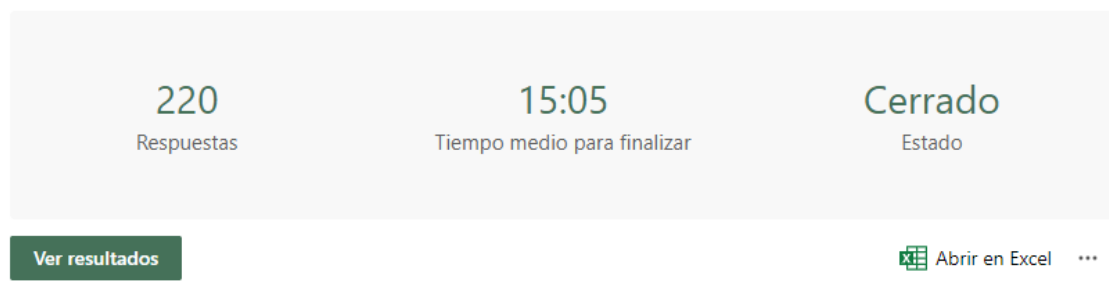 220
Respuestas
15:05
Tiempo medio para finalizar
Cerrado
Estado
Ver resultados
Abrir en Excel